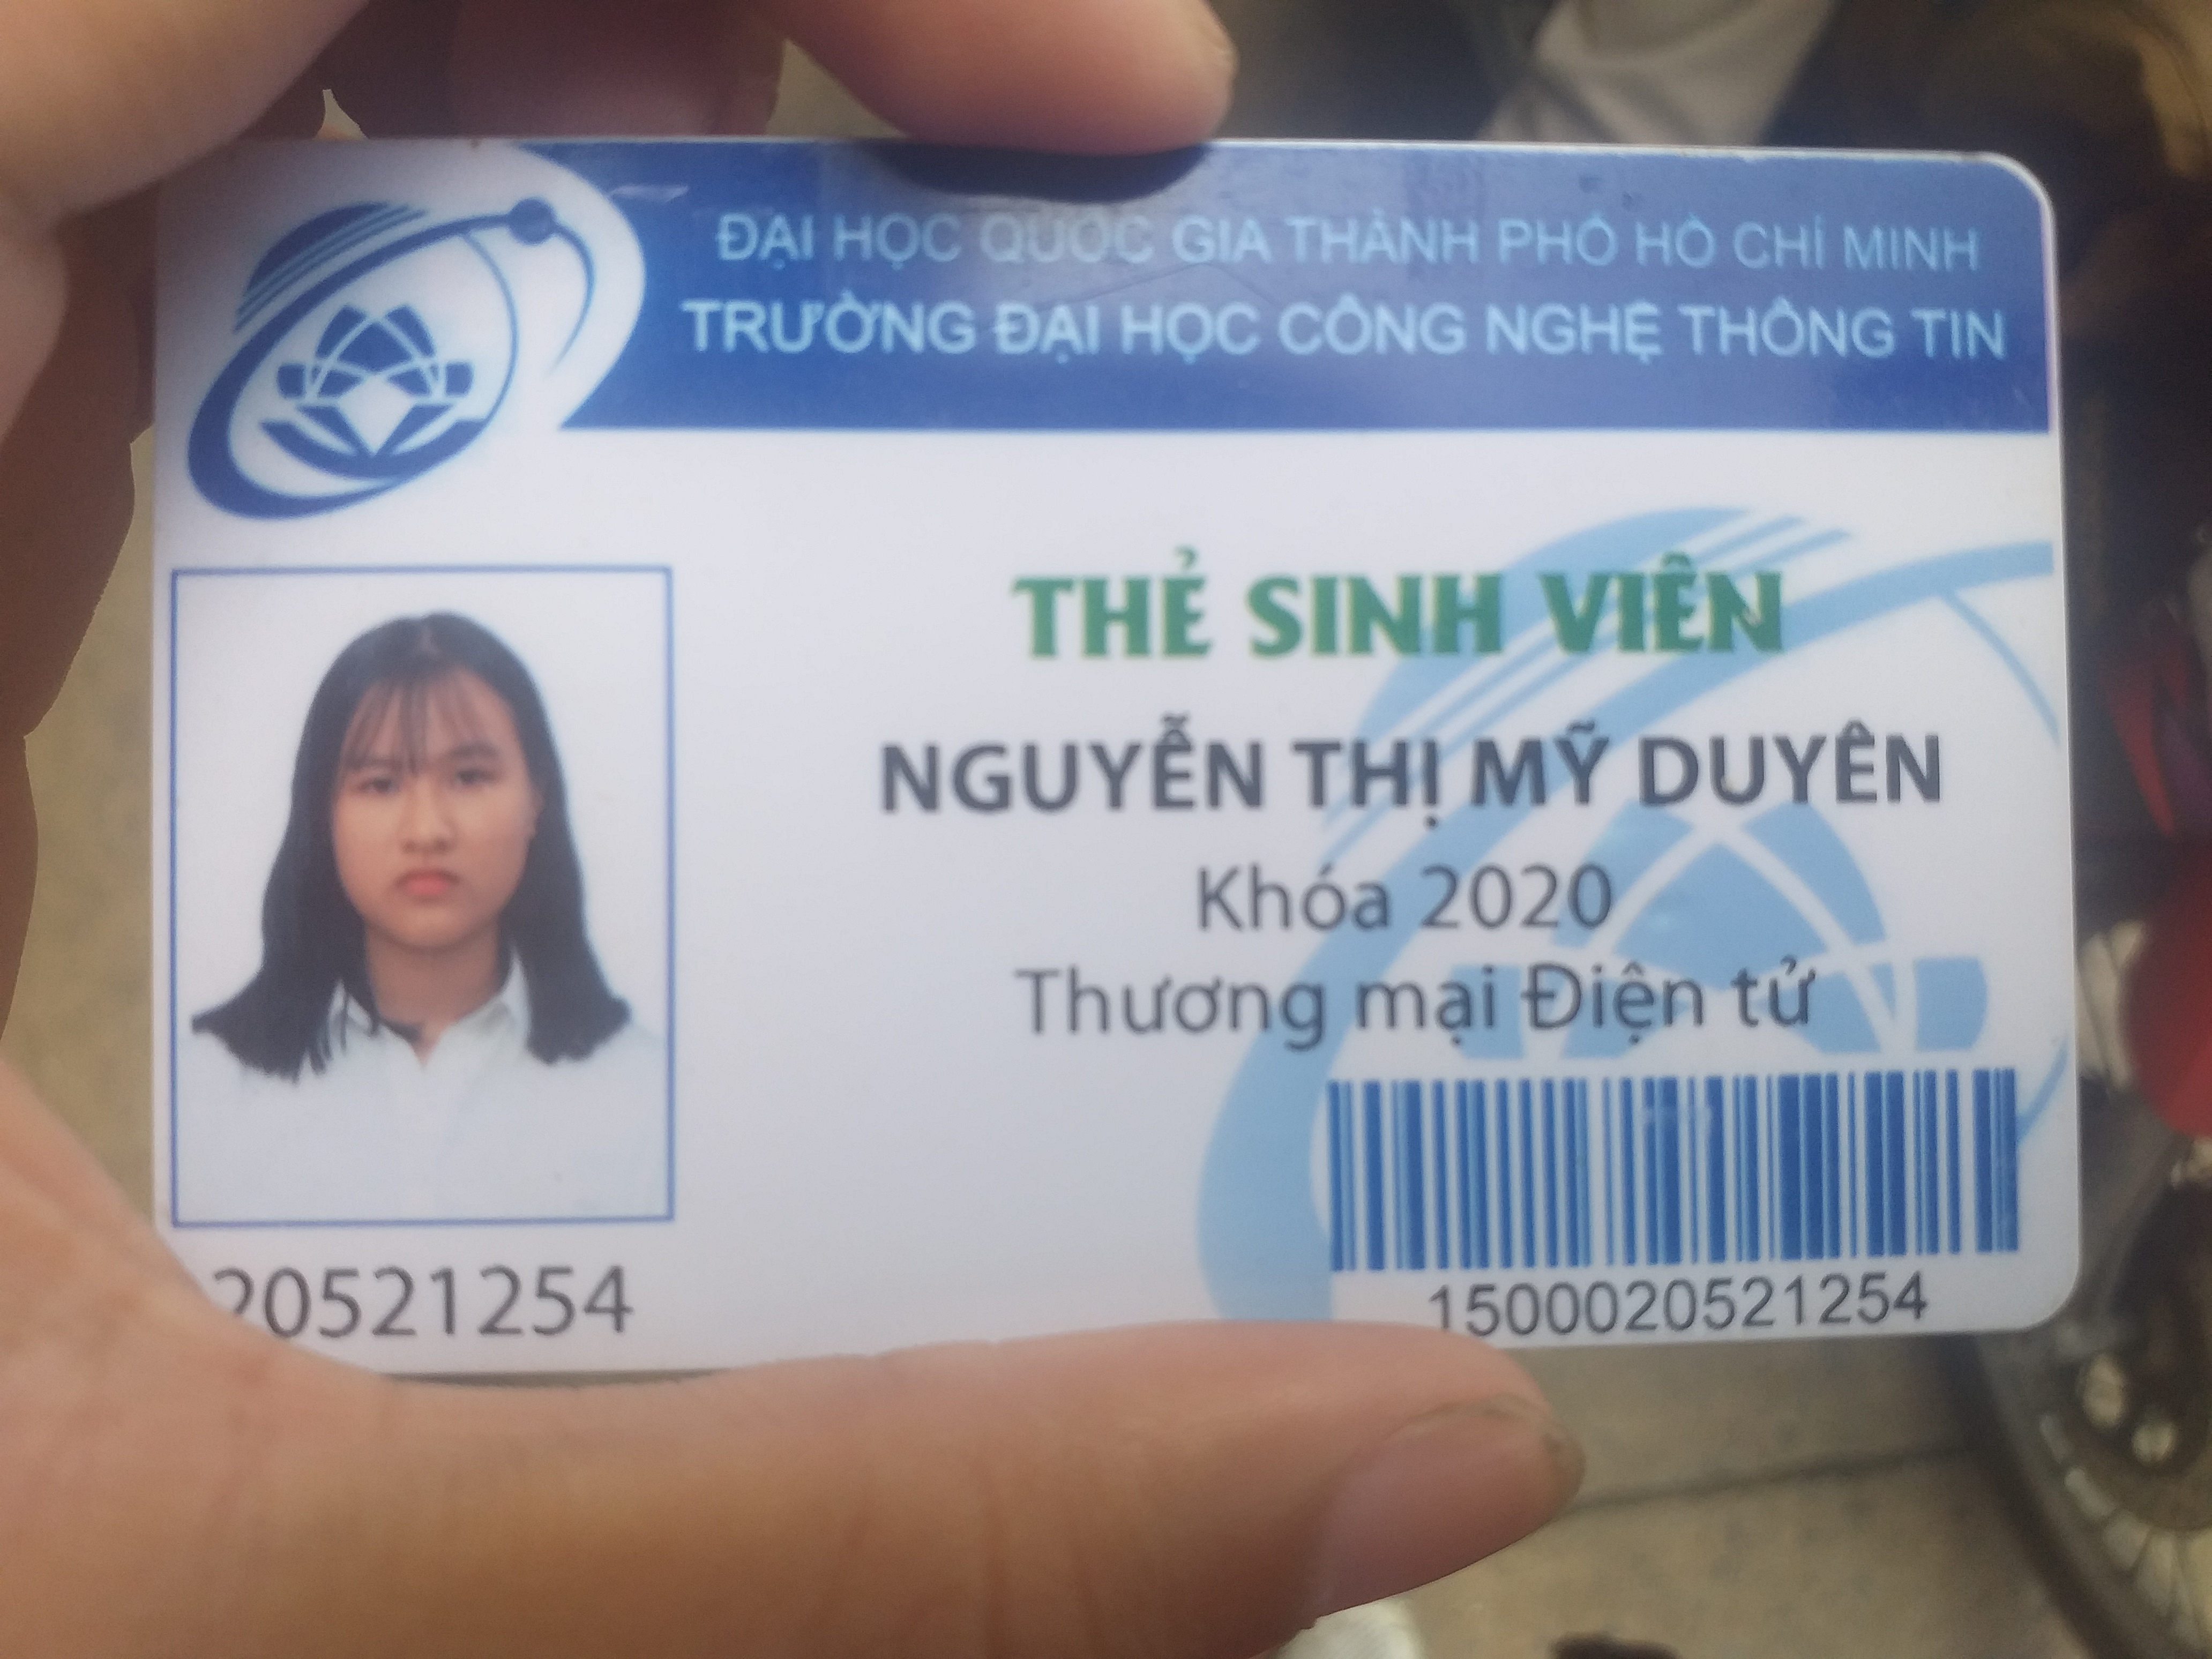 ĐẠI HỌC QUỐC GIA THÀNH PHỐ HỒ CHÍ MINH
TRƯỜNG ĐẠI HỌC CÔNG NGHỆ THÔNG TIN
THẺ SINH VIÊN
NGUYỄN THỊ MỸ DUYÊN
Khóa 2020
Thương mại Điện tử
1500020521254
20521254